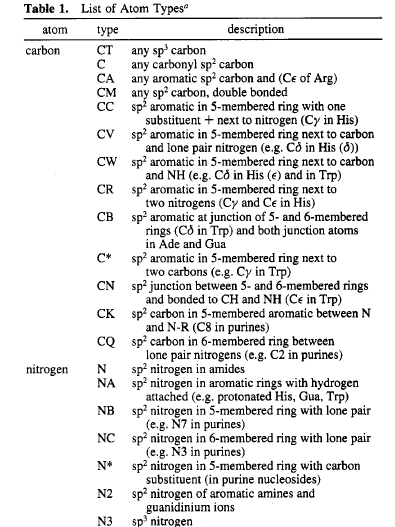 Table 1. List of Atom Typesᵃ
atom type description
carbon CT any sp³ carbon
C any carbonyl sp² carbon
CA any aromatic sp² carbon and (Cε of Arg)
CM any sp² carbon, double bonded
CC sp² aromatic in 5-membered ring with one
substituent + next to nitrogen (Cγ in His)
CV sp² aromatic in 5-membered ring next to carbon
and lone pair nitrogen (e.g. Cδ in His (δ))
CW sp² aromatic in 5-membered ring next to carbon
and NH (e.g. Cδ in His (ε) and in Trp)
CR sp² aromatic in 5-membered ring next to
two nitrogens (Cγ and Cε in His)
CB sp² aromatic at junction of 5- and 6-membered
rings (Cδ in Trp) and both junction atoms
in Ade and Gua
C* sp² aromatic in 5-membered ring next to
two carbons (e.g. Cγ in Trp)
CN sp² junction between 5- and 6-membered rings
and bonded to CH and NH (Cε in Trp)
CK sp² carbon in 5-membered aromatic between N
and N-R (C8 in purines)
CQ sp² carbon in 6-membered ring between
lone pair nitrogens (e.g. C2 in purines)
nitrogen N sp² nitrogen in amides
NA sp² nitrogen in aromatic rings with hydrogen
attached (e.g. protonated His, Gua, Trp)
NB sp² nitrogen in 5-membered ring with lone pair
(e.g. N7 in purines)
NC sp² nitrogen in 6-membered ring with lone pair
(e.g. N3 in purines)
N* sp² nitrogen in 5-membered ring with carbon
substituent (in purine nucleosides)
N2 sp² nitrogen of aromatic amines and
guanidinium ions
N3 sp³ nitrogen